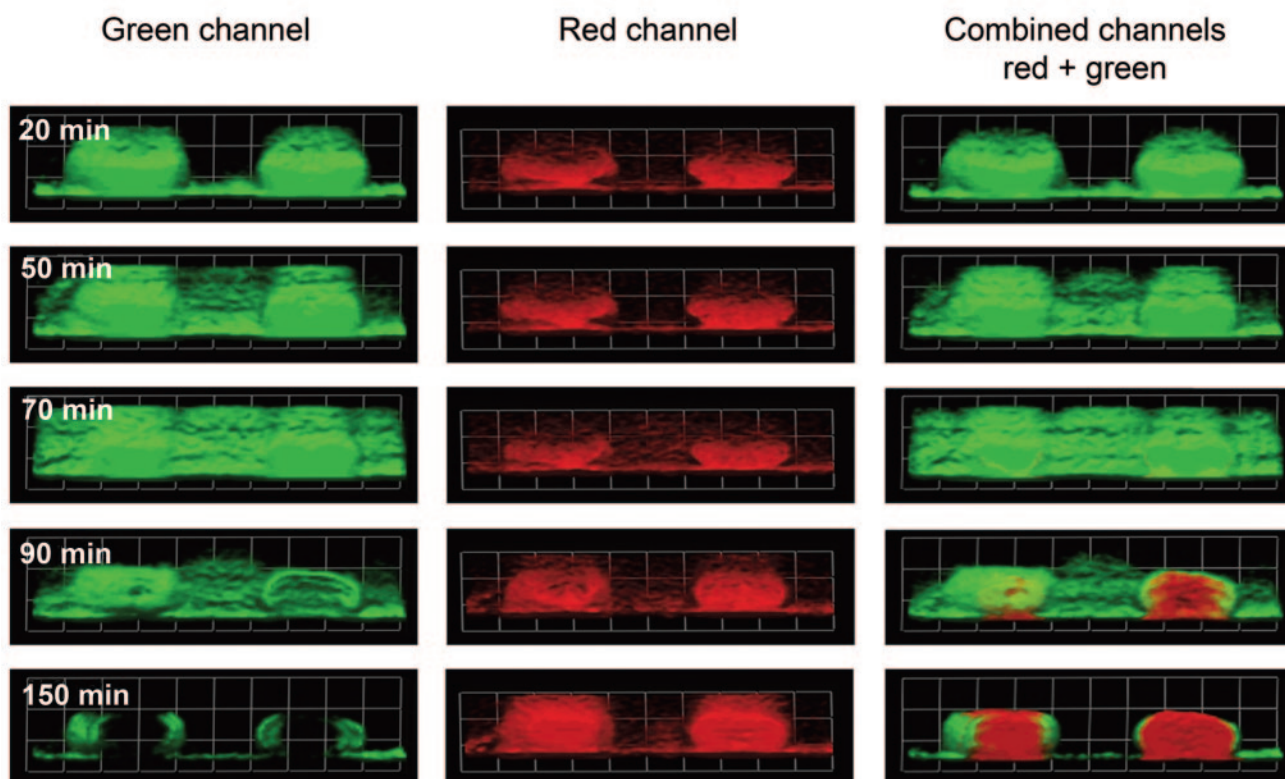 Green channel
Red channel
Combined channels
red + green
20 min
50 min
70 min
90 min
150 min